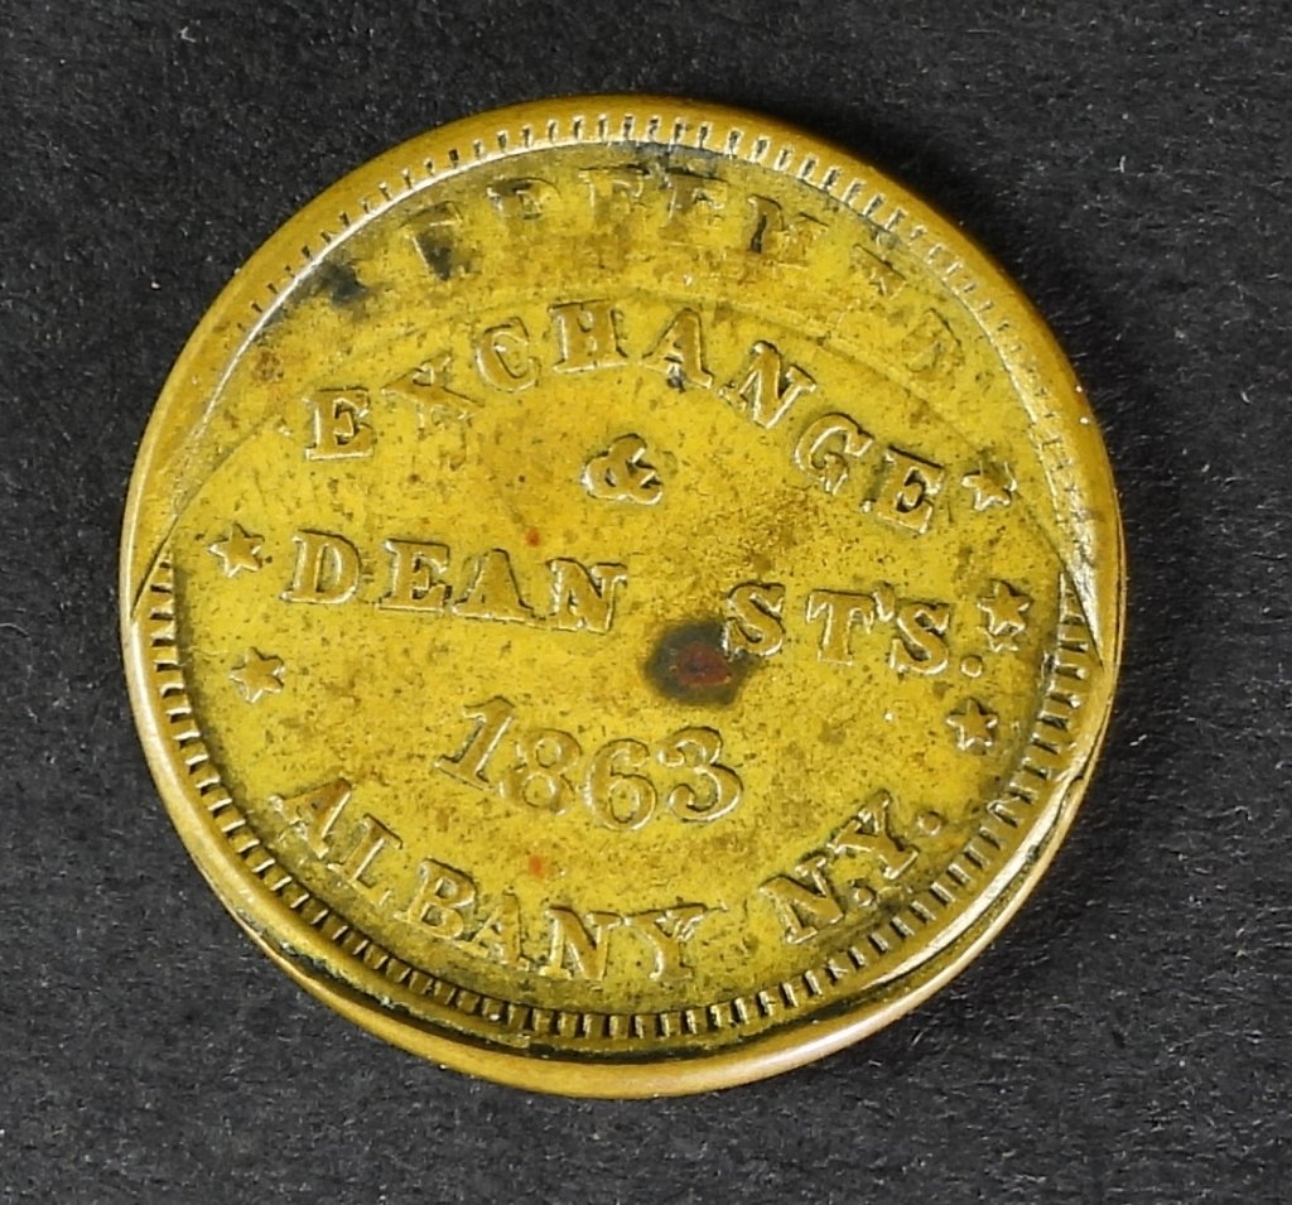 EXCHANGE
&
DEAN ST'S.
1863
ALBANY N.Y.